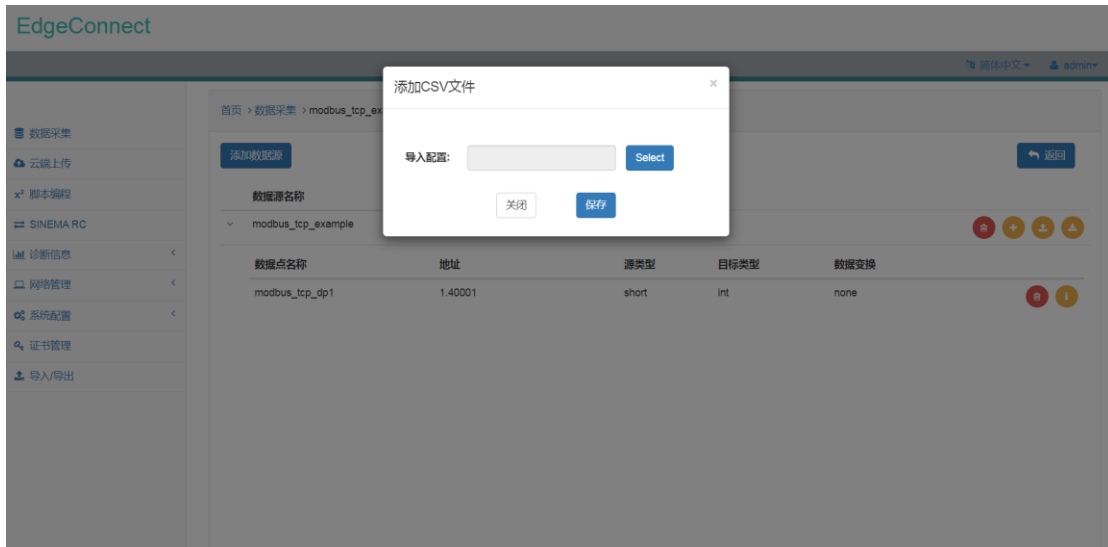 EdgeConnect
简体中文 admin
添加CSV文件 ×
首页 > 数据采集 > modbus_tcp_ex
数据采集
导入配置: Select
添加数据源
返回
云端上传
脚本编程
数据源名称
关闭 保存
SINEMA RC
modbus_tcp_example
诊断信息
数据点名称 地址 源类型 目标类型 数据变换
网络管理
modbus_tcp_dp1 1.40001 short int none
系统配置
证书管理
导入/导出